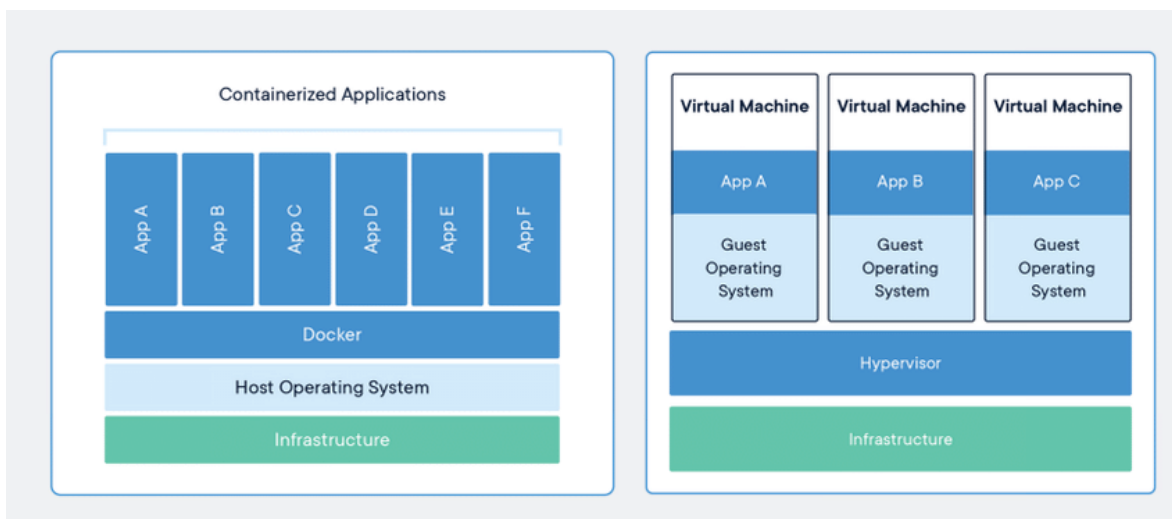 Containerized Applications
App A
App B
App C
App D
App E
App F
Docker
Host Operating System
Infrastructure
Virtual Machine
App A
Guest
Operating
System
Virtual Machine
App B
Guest
Operating
System
Virtual Machine
App C
Guest
Operating
System
Hypervisor
Infrastructure